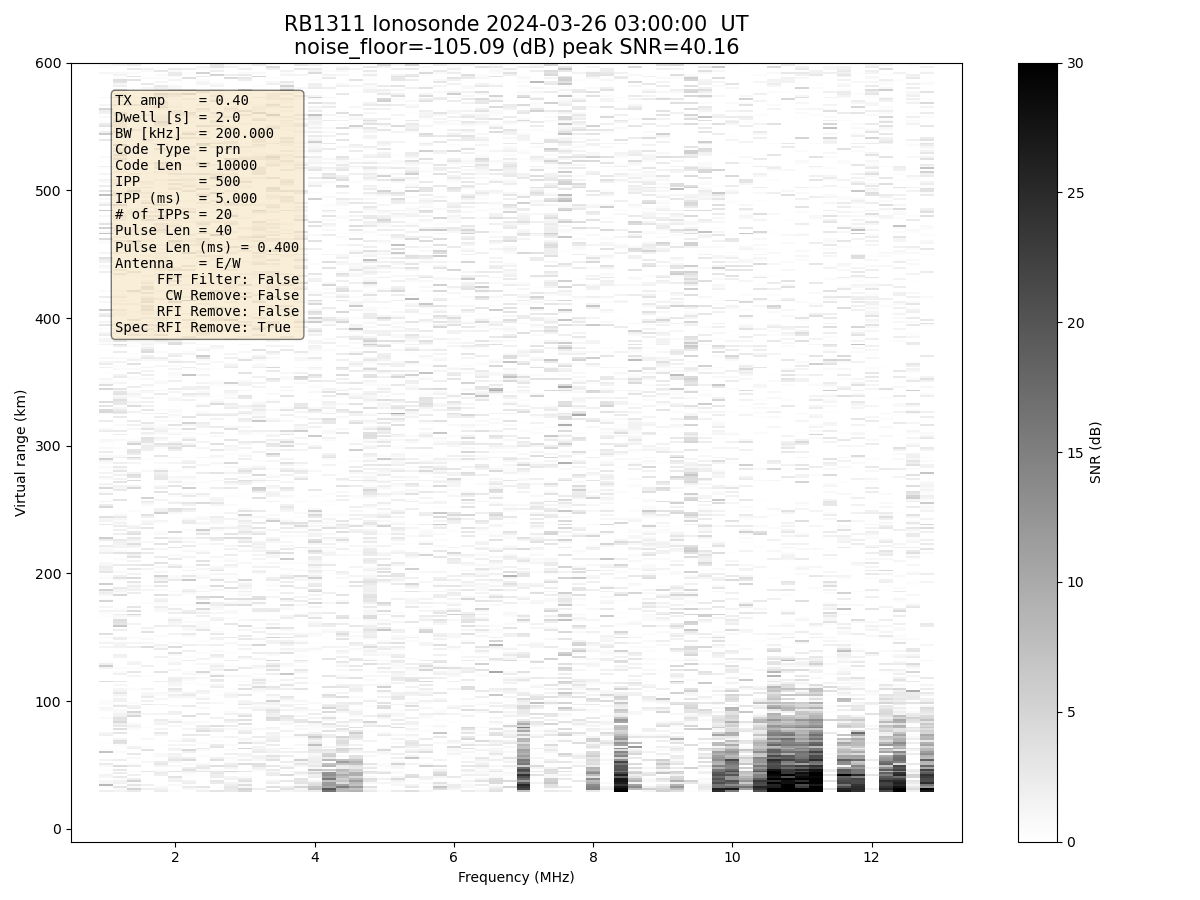 RB1311 Ionosonde 2024-03-26 03:00:00 UT
noise_floor=-105.09 (dB) peak SNR=40.16
TX amp = 0.40
Dwell [s] = 2.0
BW [kHz] = 200.000
Code Type = prn
Code Len = 10000
IPP = 500
IPP (ms) = 5.000
# of IPPs = 20
Pulse Len = 40
Pulse Len (ms) = 0.400
Antenna = E/W
FFT Filter: False
CW Remove: False
RFI Remove: False
Spec RFI Remove: True
600
500
400
300
200
100
0
Virtual range (km)
2 4 6 8 10 12
Frequency (MHz)
30
25
20
15
10
5
0
SNR (dB)